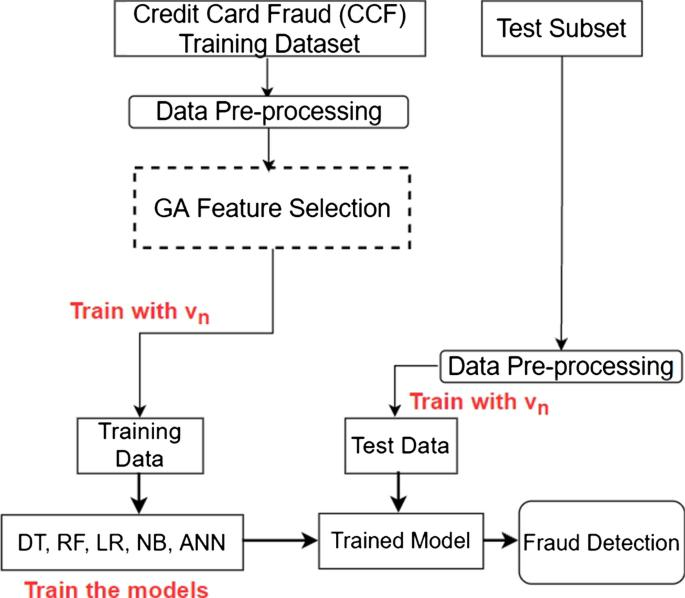 Credit Card Fraud (CCF)
Training Dataset
Test Subset
Data Pre-processing
GA Feature Selection
Train with vn
Data Pre-processing
Train with vn
Training
Data
Test Data
DT, RF, LR, NB, ANN
Trained Model
Fraud Detection
Train the models